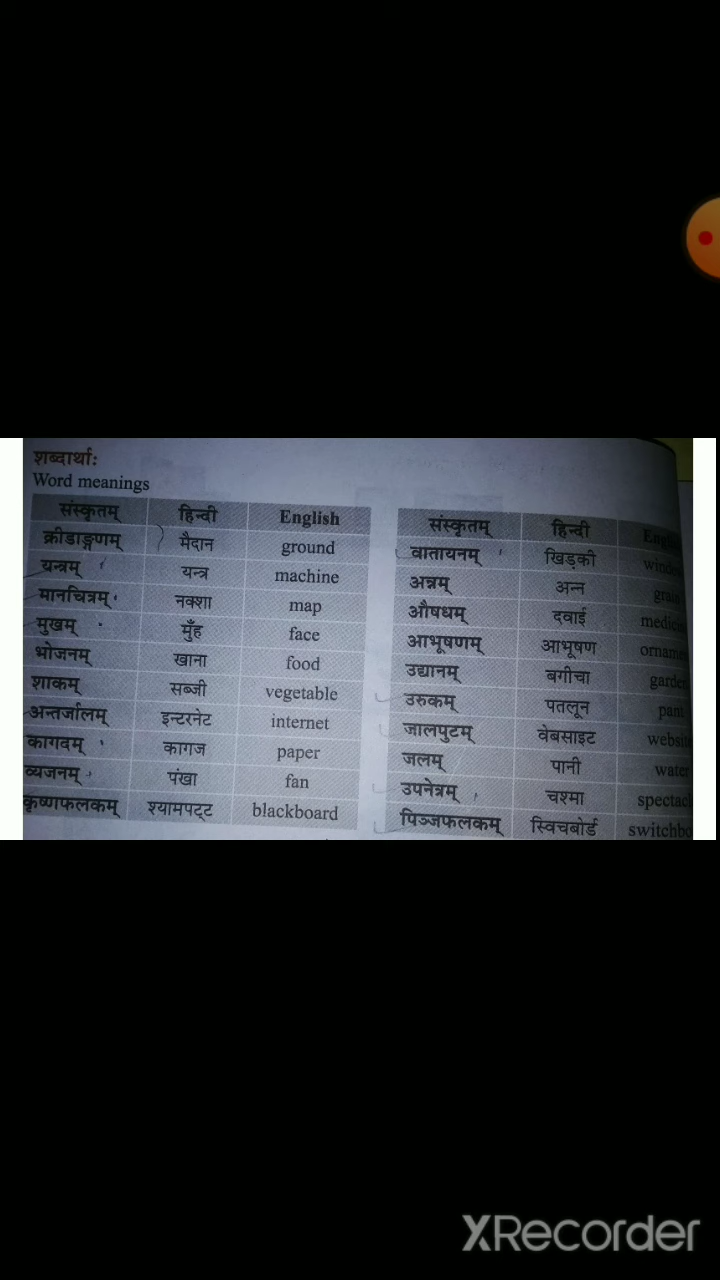 शब्दार्थाः
Word meanings
संस्कृतम् हिन्दी English
क्रीडाङ्गणम् मैदान ground
यन्त्रम् यन्त्र machine
मानचित्रम् नक्शा map
मुखम् मुँह face
भोजनम् खाना food
शाकम् सब्जी vegetable
अन्तर्जालम् इन्टरनेट internet
कागदम् कागज paper
व्यजनम् पंखा fan
कृष्णफलकम् श्यामपट्ट blackboard
संस्कृतम् हिन्दी
वातायनम् खिड़की
अन्नम् अन्न
औषधम् दवाई
आभूषणम् आभूषण
उद्यानम् बगीचा
उरुकम् पतलून
जालपुटम् वेबसाइट
जलम् पानी water
उपनेत्रम् चश्मा
पिञ्जफलकम् स्विचबोर्ड
XRecorder